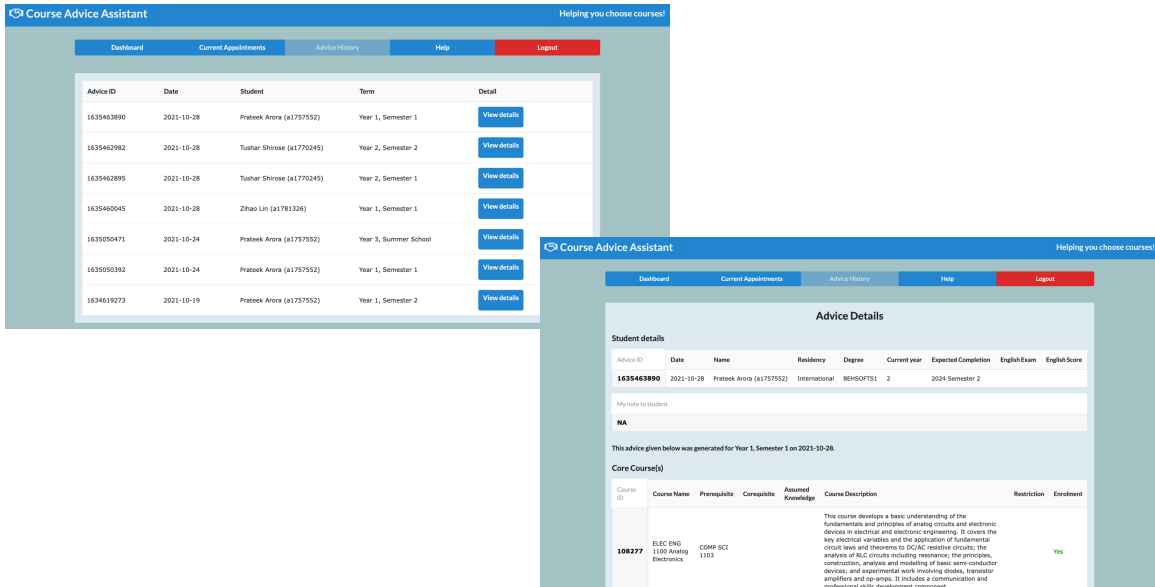 Course Advice Assistant Helping you choose courses!
Dashboard Current Appointments Advice History Help Logout
Advice ID Date Student Term Detail
1635463890 2021-10-28 Prateek Arora (a1757552) Year 1, Semester 1 View details
1635462982 2021-10-28 Tushar Shirose (a1770245) Year 2, Semester 2 View details
1635462895 2021-10-28 Tushar Shirose (a1770245) Year 2, Semester 1 View details
1635460045 2021-10-28 Zihao Lin (a1781326) Year 1, Semester 1 View details
1635050471 2021-10-24 Prateek Arora (a1757552) Year 3, Summer School View details
1635050392 2021-10-24 Prateek Arora (a1757552) Year 1, Semester 1 View details
1634619273 2021-10-19 Prateek Arora (a1757552) Year 1, Semester 2 View details
Course Advice Assistant Helping you choose courses!
Dashboard Current Appointments Advice History Help Logout
Advice Details
Student details
Advice ID Date Name Residency Degree Current year Expected Completion English Exam English Score
1635463890 2021-10-28 Prateek Arora (a1757552) International BEHSOFTS1 2 2024 Semester 2
My note to student
NA
This advice given below was generated for Year 1, Semester 1 on 2021-10-28.
Core Course(s)
Course ID Course Name Prerequisite Corequisite Assumed Knowledge Course Description Restriction Enrolment
108277
ELEC ENG
1100 Analog
Electronics
COMP SCI
1103
This course develops a basic understanding of the
fundamentals and principles of analog circuits and electronic
devices in electrical and electronic engineering. It covers the
key electrical variables and the application of fundamental
circuit laws and theorems to DC/AC resistive circuits; the
analysis of RLC circuits including resonance; the principles,
construction, analysis and modelling of basic semi-conductor
devices; and experimental work involving diodes, transistor
amplifiers and op-amps. It includes a communication and
professional skills development component.
Yes